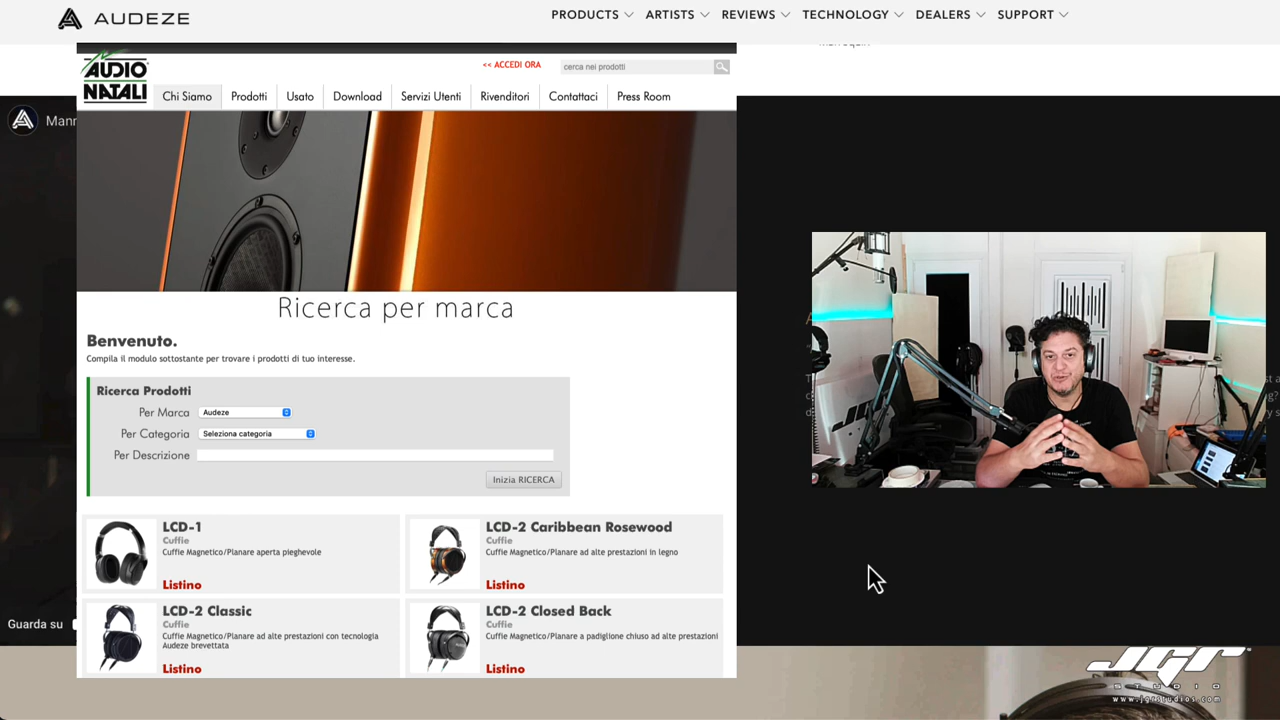 AUDEZE
PRODUCTS ARTISTS REVIEWS TECHNOLOGY DEALERS SUPPORT
AUDIO
NATALI
<< ACCEDI ORA
cerca nei prodotti
Chi Siamo Prodotti Usato Download Servizi Utenti Rivenditori Contattaci Press Room
Ricerca per marca
Benvenuto.
Compila il modulo sottostante per trovare i prodotti di tuo interesse.
Ricerca Prodotti
Per Marca Audeze
Per Categoria Seleziona categoria
Per Descrizione
Inizia RICERCA
LCD-1
Cuffie
Cuffie Magnetico/Planare aperta pieghevole
Listino
LCD-2 Caribbean Rosewood
Cuffie
Cuffie Magnetico/Planare ad alte prestazioni in legno
Listino
LCD-2 Classic
Cuffie
Cuffie Magnetico/Planare ad alte prestazioni con tecnologia
Audeze brevettata
Listino
LCD-2 Closed Back
Cuffie
Cuffie Magnetico/Planare a padiglione chiuso ad alte prestazioni
Listino
Guarda su
JGR
STUDIO
www.jgrstudios.com